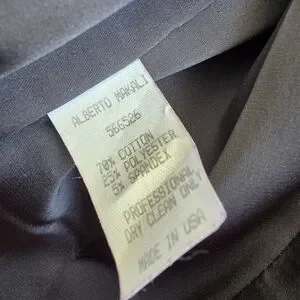 ALBERTO MAKALI
566526
70% COTTON
25% POLYESTER
5% SPANDEX
PROFESSIONAL
DRY CLEAN ONLY
MADE IN USA